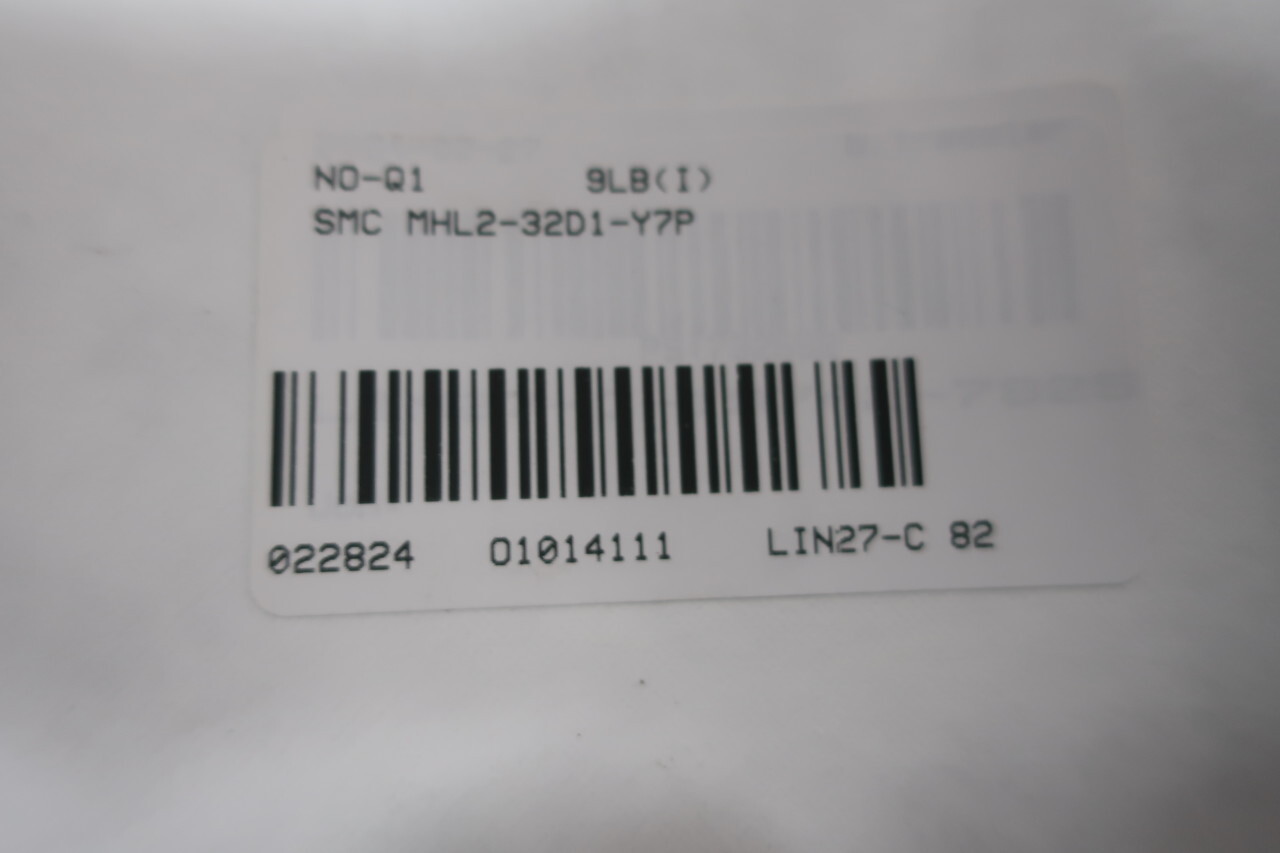 NO-Q1 9LB(I)
SMC MHL2-32D1-Y7P
022824 01014111 LIN27-C 82